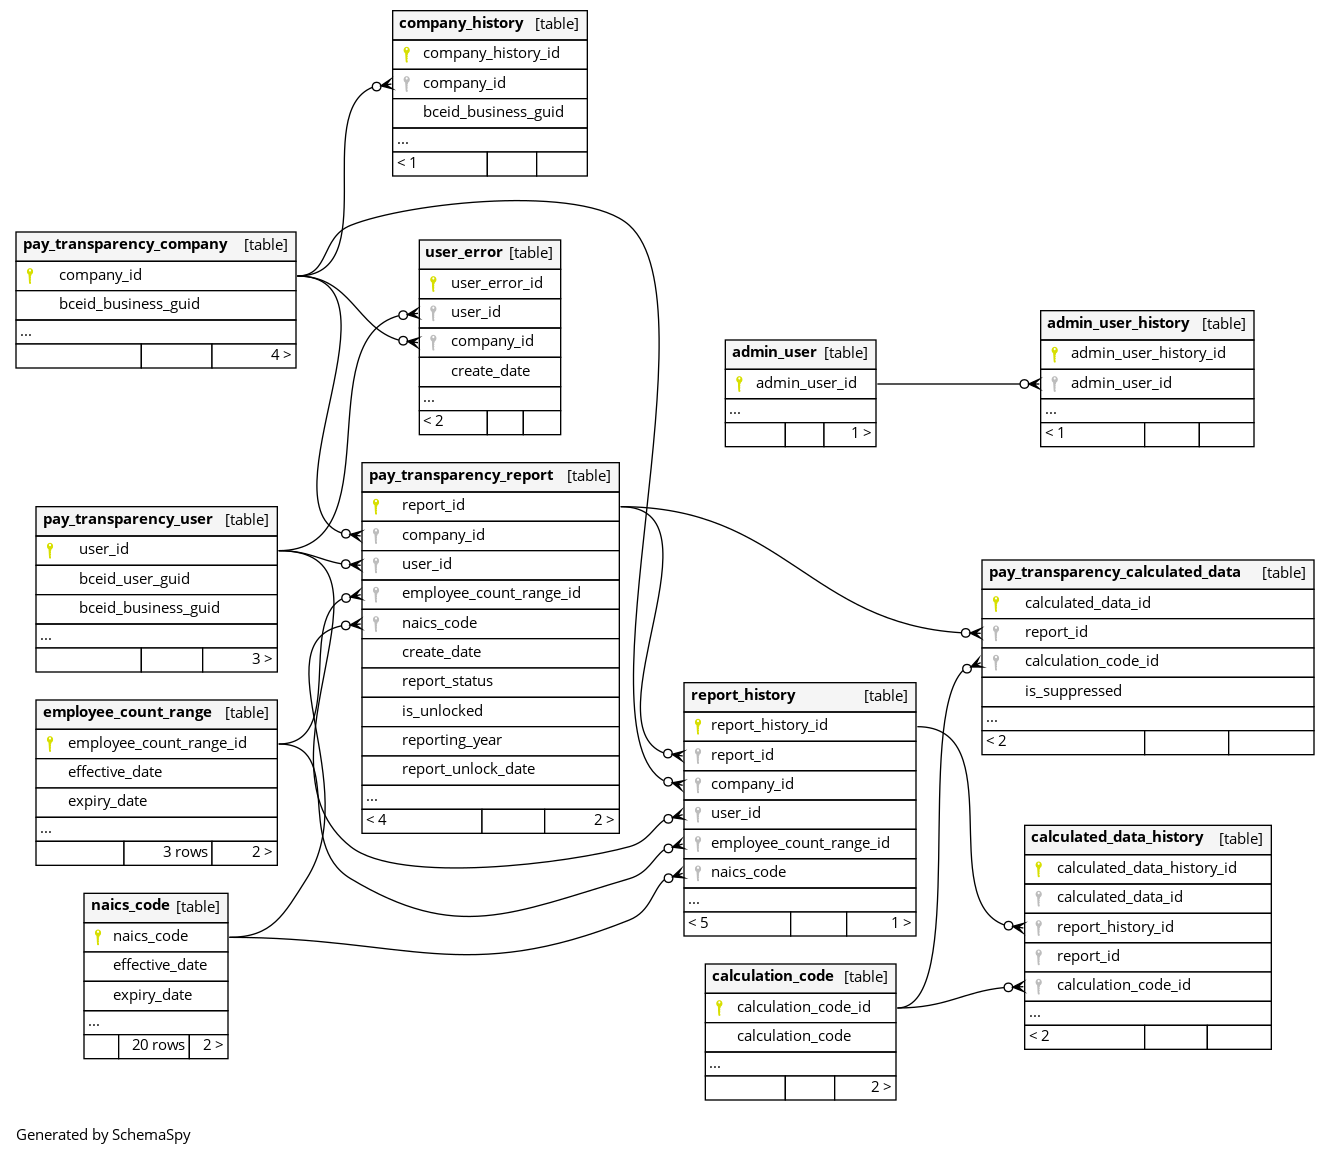 company_history [table]
company_history_id
company_id
bceid_business_guid
...
< 1
pay_transparency_company [table]
company_id
bceid_business_guid
...
4 >
user_error [table]
user_error_id
user_id
company_id
create_date
...
< 2
admin_user [table]
admin_user_id
...
1 >
admin_user_history [table]
admin_user_history_id
admin_user_id
...
< 1
pay_transparency_report [table]
report_id
company_id
user_id
employee_count_range_id
naics_code
create_date
report_status
is_unlocked
reporting_year
report_unlock_date
...
< 4 2 >
pay_transparency_user [table]
user_id
bceid_user_guid
bceid_business_guid
...
3 >
employee_count_range [table]
employee_count_range_id
effective_date
expiry_date
...
3 rows 2 >
naics_code [table]
naics_code
effective_date
expiry_date
...
20 rows 2 >
pay_transparency_calculated_data [table]
calculated_data_id
report_id
calculation_code_id
is_suppressed
...
< 2
report_history [table]
report_history_id
report_id
company_id
user_id
employee_count_range_id
naics_code
...
< 5 1 >
calculated_data_history [table]
calculated_data_history_id
calculated_data_id
report_history_id
report_id
calculation_code_id
...
< 2
calculation_code [table]
calculation_code_id
calculation_code
...
2 >
Generated by SchemaSpy